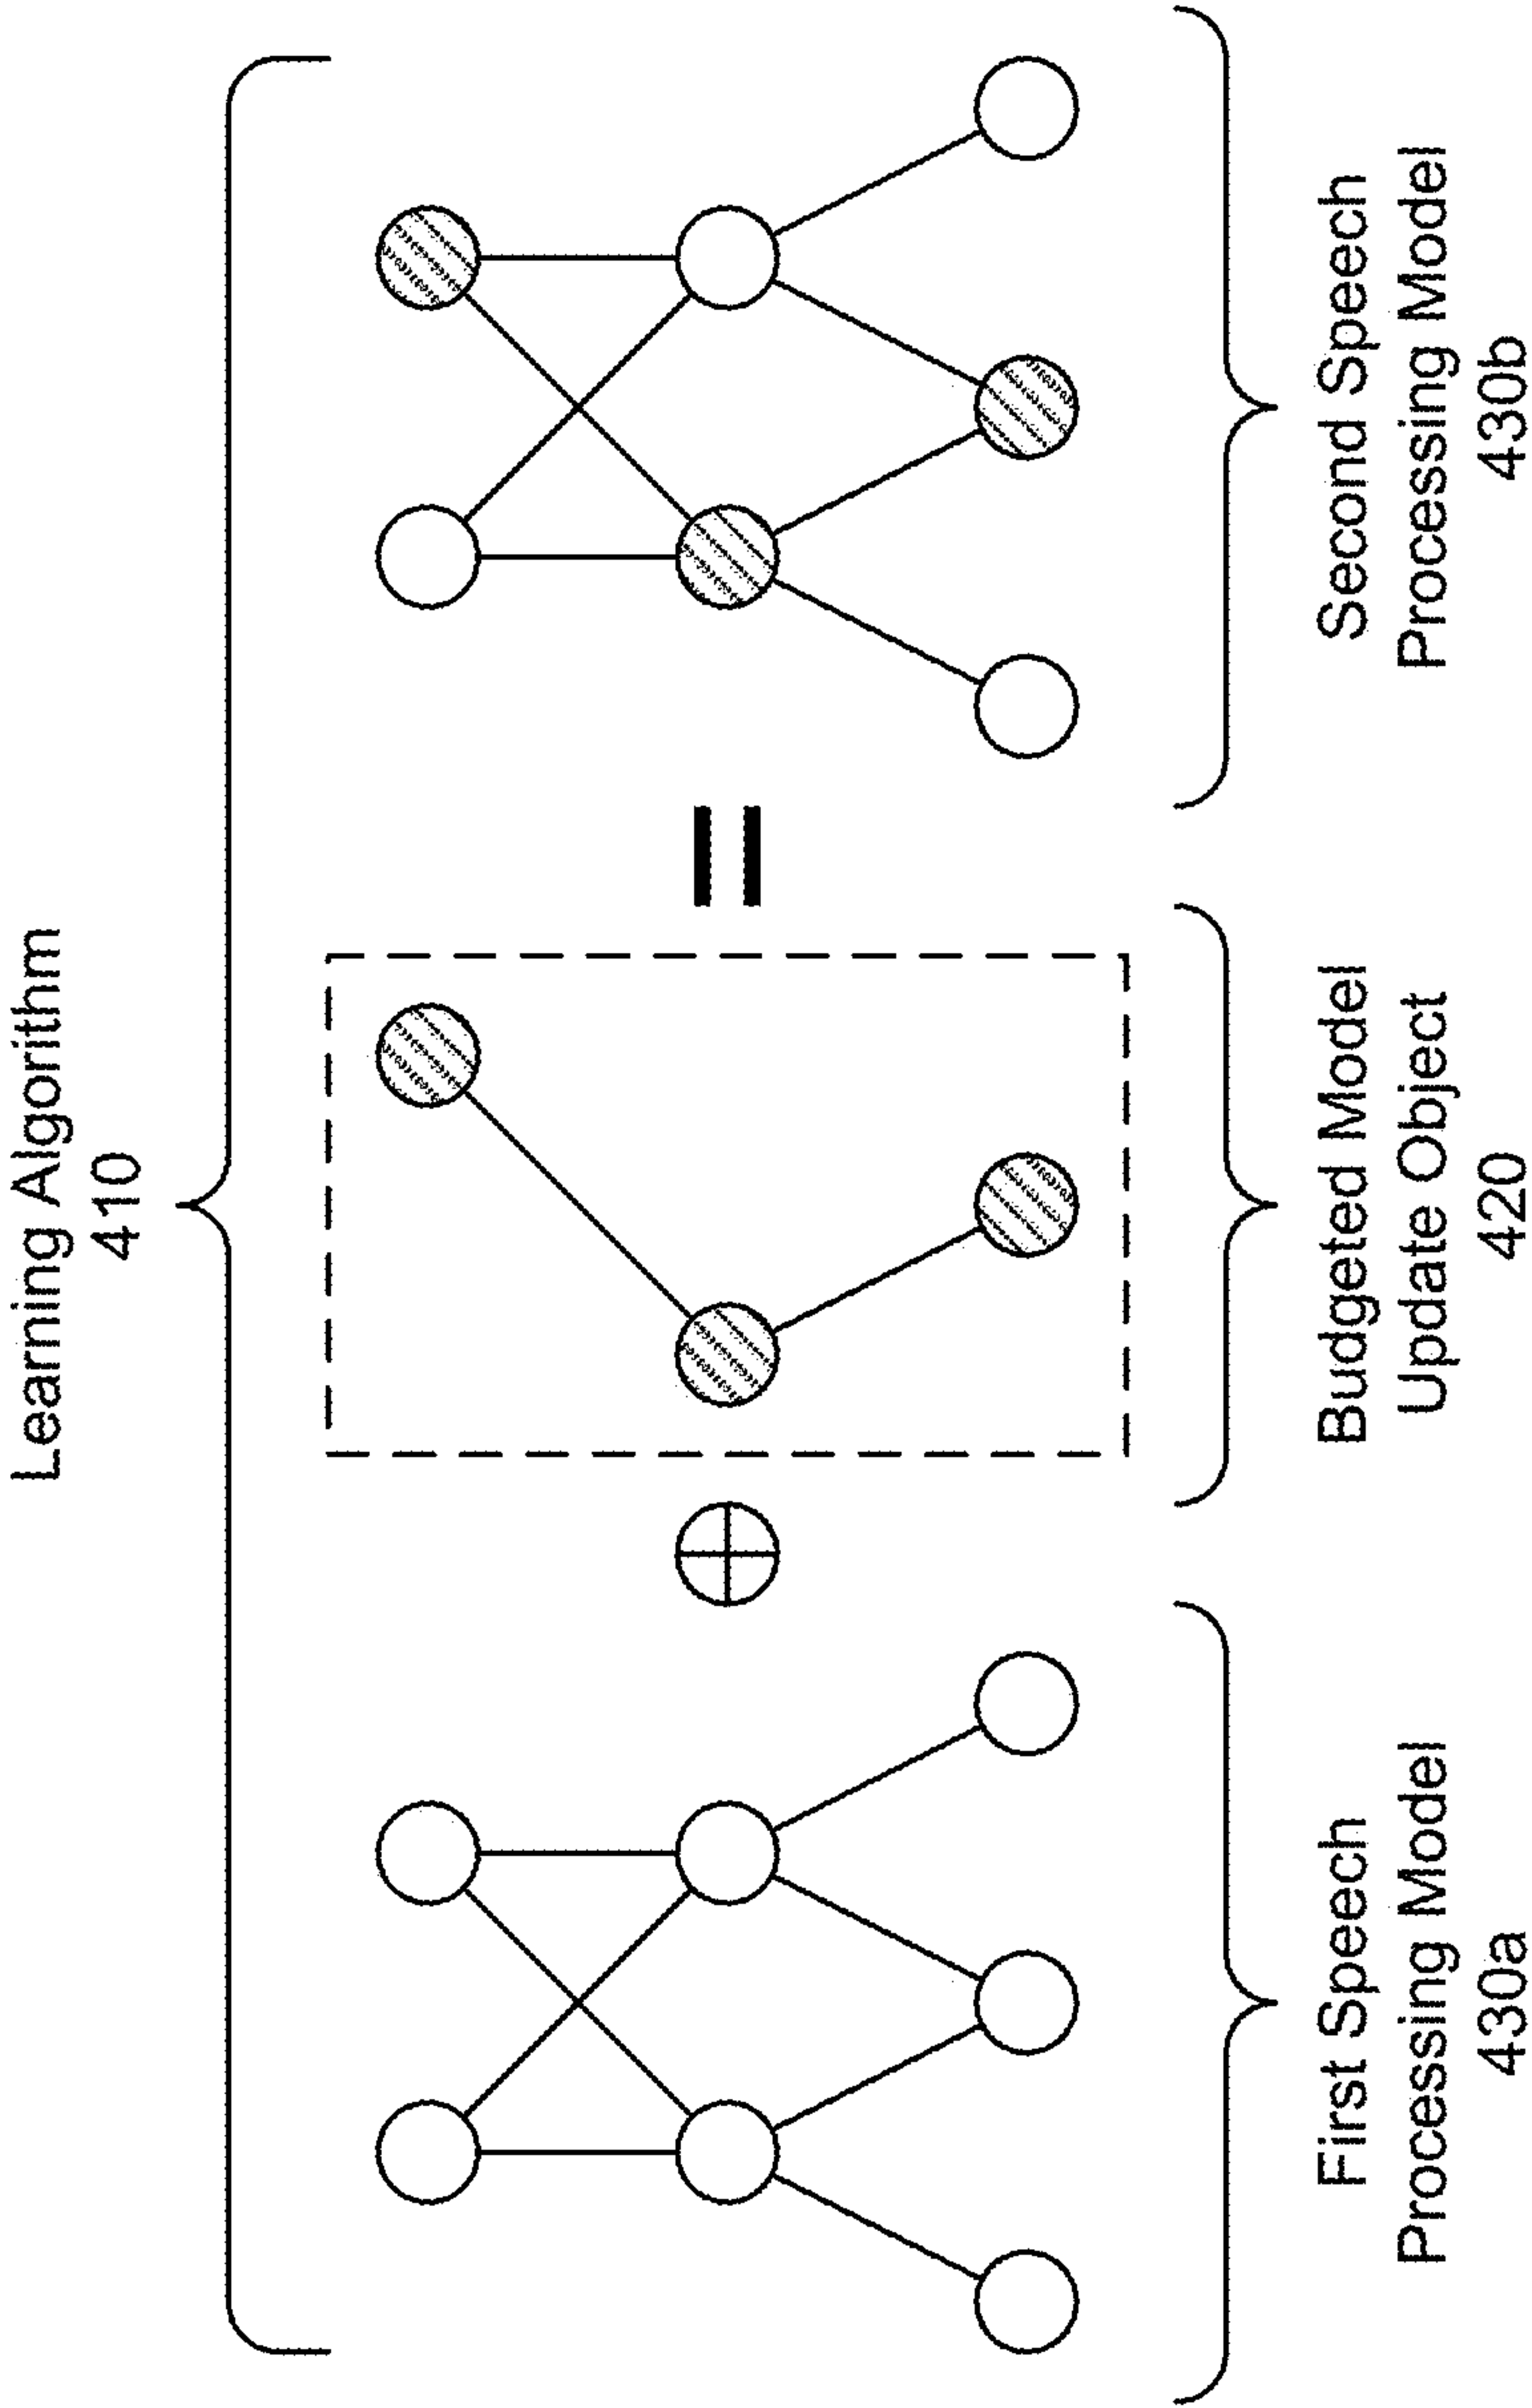 Learning Algorithm
410
First Speech
Processing Model
430a
Budgeted Model
Update Object
420
Second Speech
Processing Model
430b